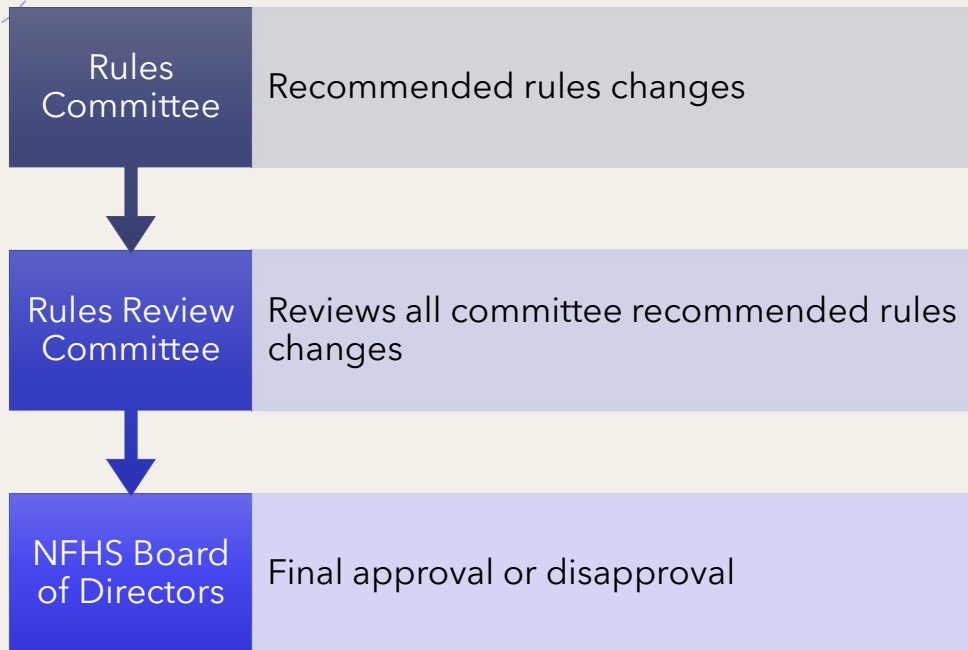 Rules
Committee
Recommended rules changes
Rules Review
Committee
Reviews all committee recommended rules
changes
NFHS Board
of Directors
Final approval or disapproval